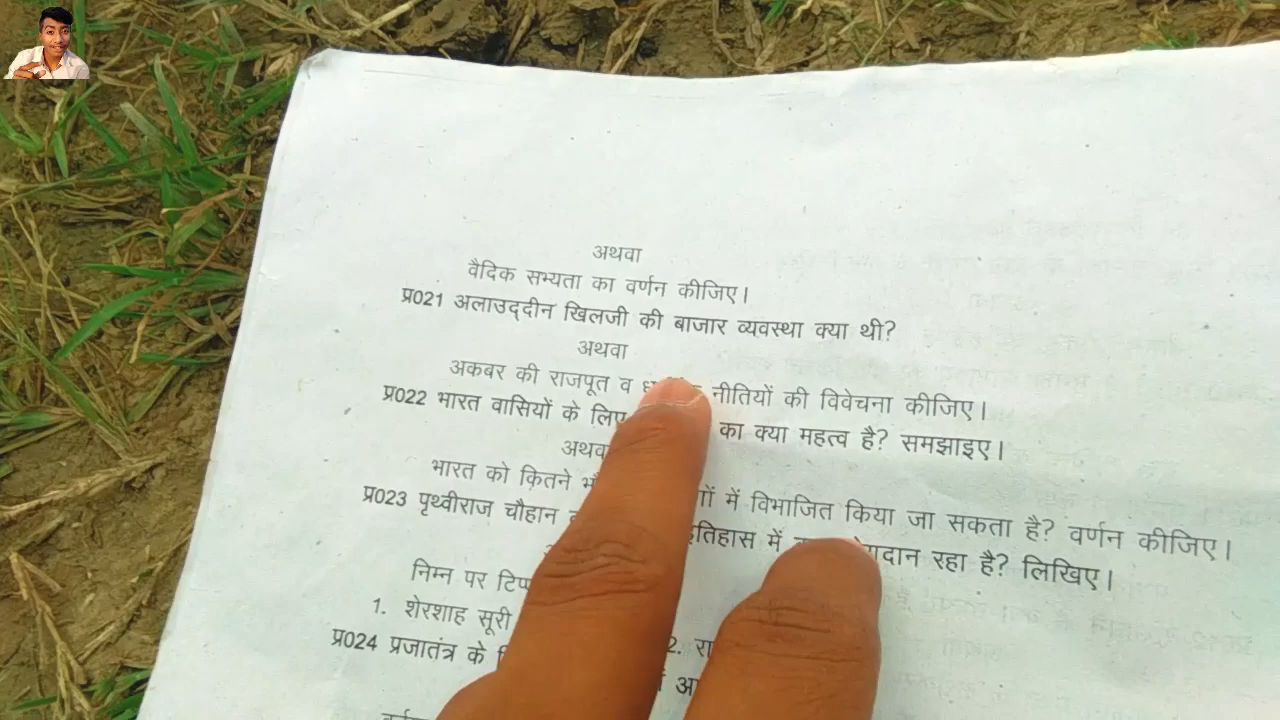 अथवा
वैदिक सभ्यता का वर्णन कीजिए।
प्र021 अलाउद्दीन खिलजी की बाजार व्यवस्था क्या थी?
अथवा
अकबर की राजपूत व नीतियों की विवेचना कीजिए।
प्र022 भारत वासियों के लिए का क्या महत्व है? समझाइए।
अथवा
भारत को कितने में विभाजित किया जा सकता है? वर्णन कीजिए।
प्र023 पृथ्वीराज चौहान इतिहास में रहा है? लिखिए।
निम्न पर
1. शेरशाह सूरी 2.
प्र024 प्रजातंत्र के